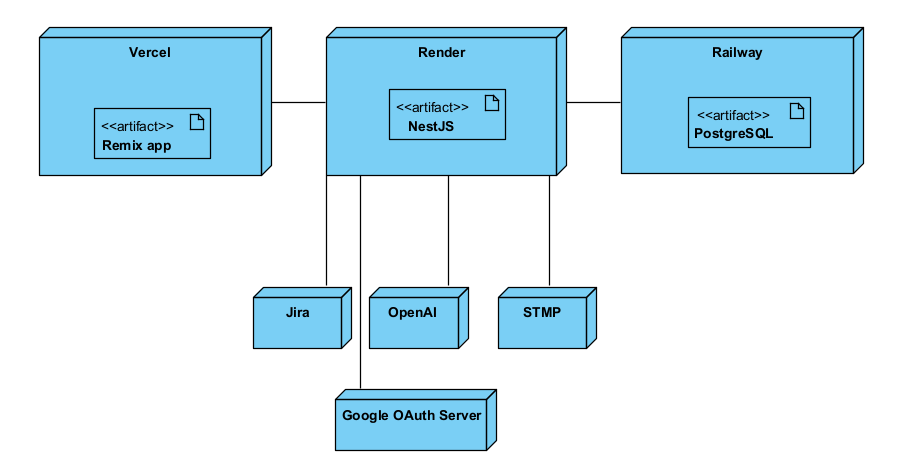 Vercel
<<artifact>>
Remix app
Render
<<artifact>>
NestJS
Railway
<<artifact>>
PostgreSQL
Jira
OpenAI
STMP
Google OAuth Server